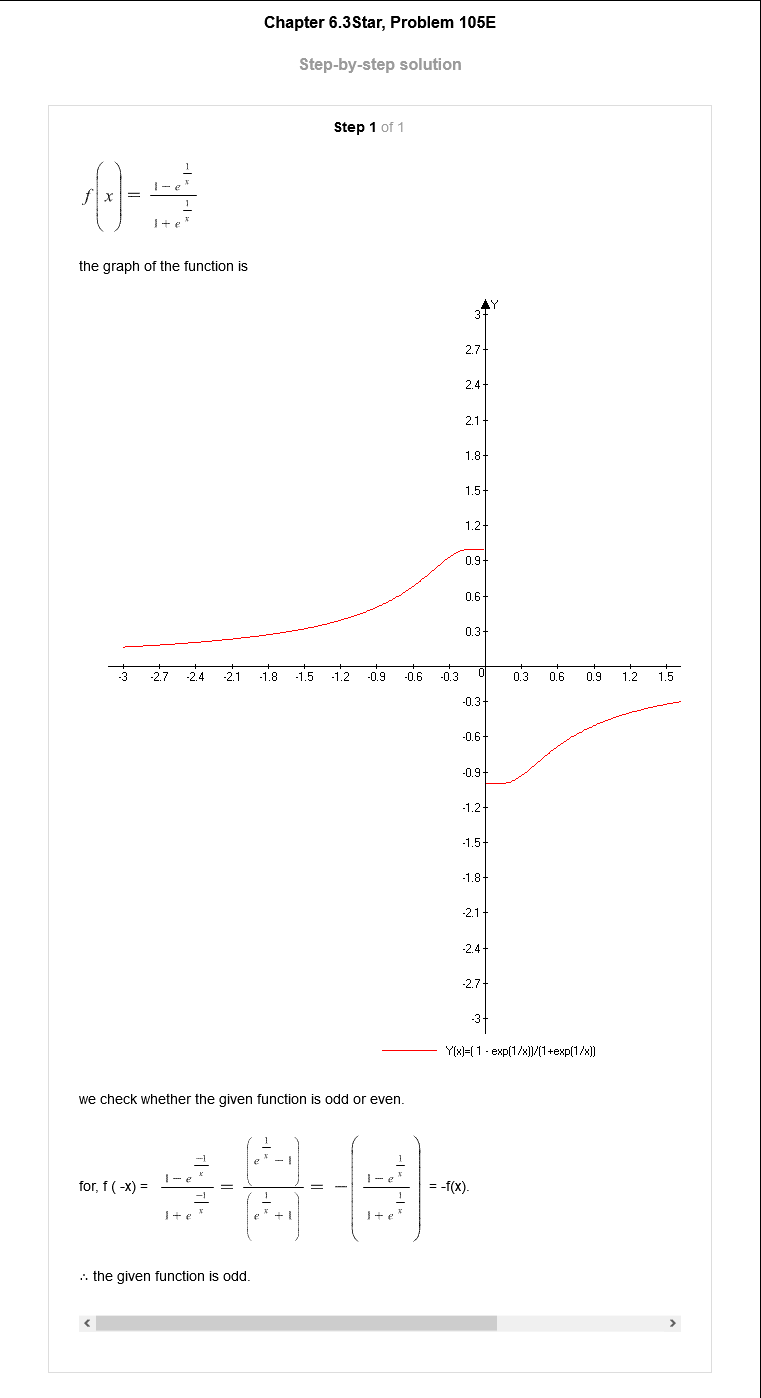 Chapter 6.3Star, Problem 105E
Step-by-step solution
Step 1 of 1
f(x) = (1 − e^(1/x)) / (1 + e^(1/x))
the graph of the function is
Y
3
2.7
2.4
2.1
1.8
1.5
1.2
0.9
0.6
0.3
-3 -2.7 -2.4 -2.1 -1.8 -1.5 -1.2 -0.9 -0.6 -0.3 0 0.3 0.6 0.9 1.2 1.5
-0.3
-0.6
-0.9
-1.2
-1.5
-1.8
-2.1
-2.4
-2.7
-3
Y(x)=( 1 - exp(1/x))/(1+exp(1/x))
we check whether the given function is odd or even.
for, f ( -x) = (1 − e^(−1/x)) / (1 + e^(−1/x)) = (e^(1/x) − 1) / (e^(1/x) + 1) = −((1 − e^(1/x)) / (1 + e^(1/x))) = -f(x).
∴ the given function is odd.